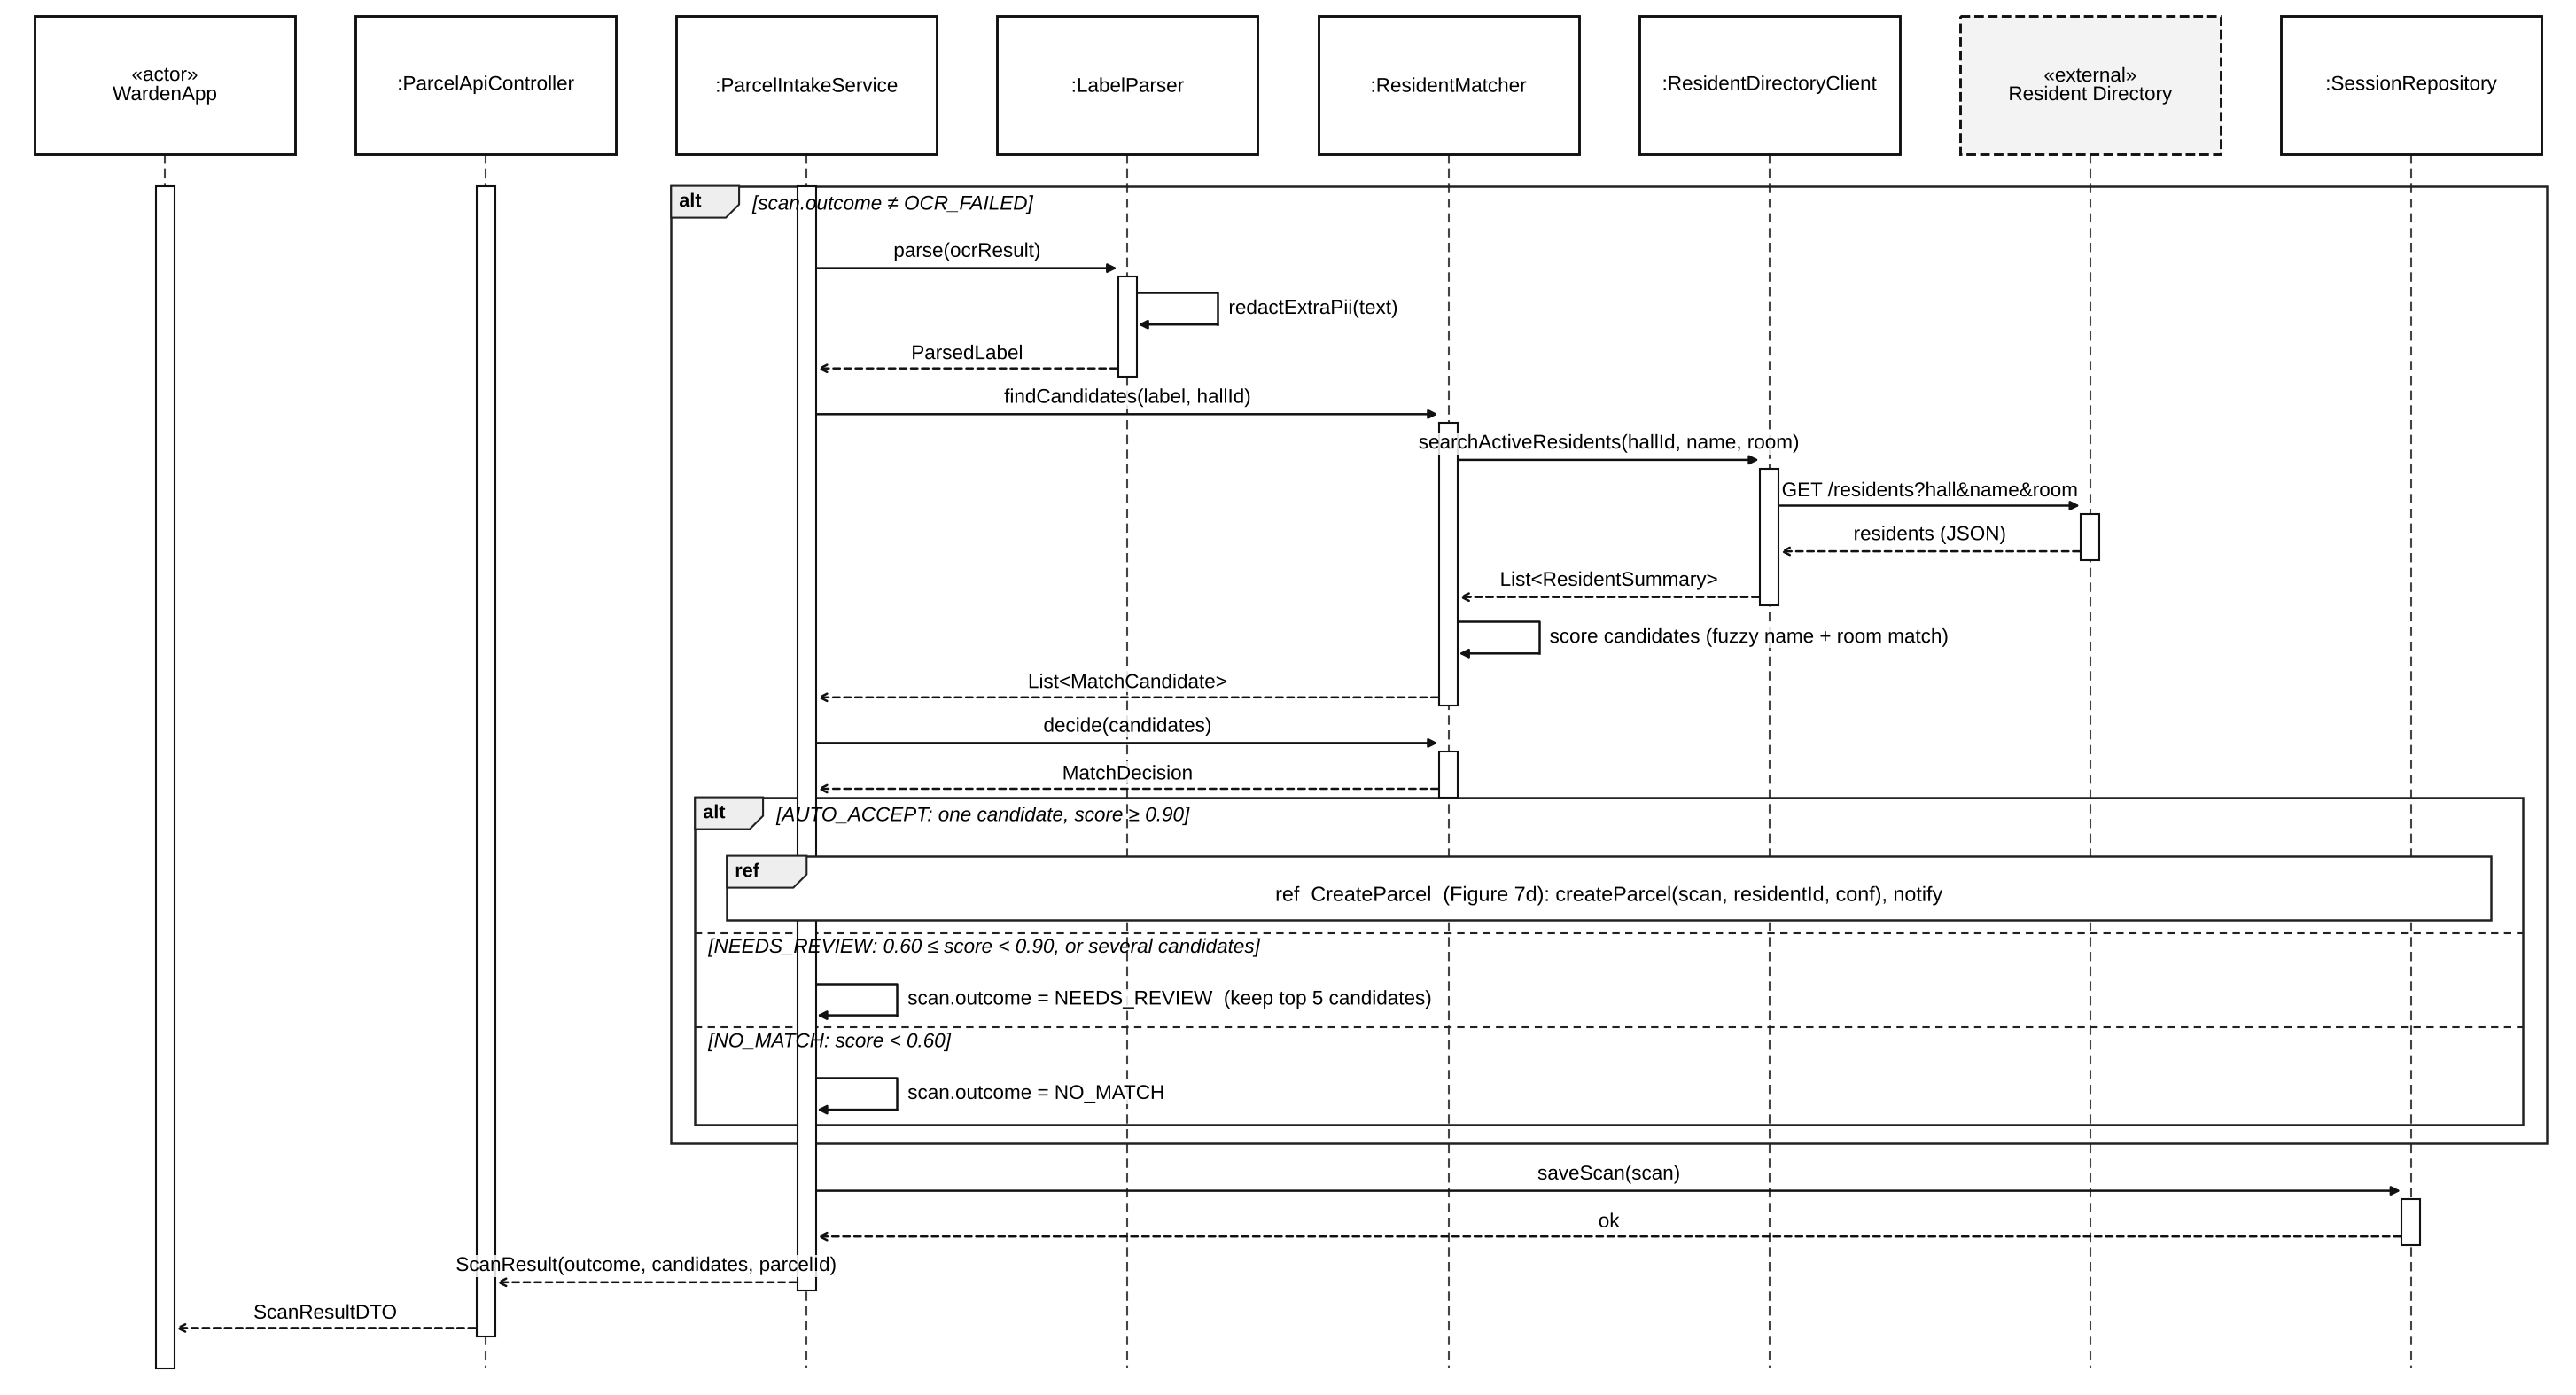 «actor»
WardenApp
:ParcelApiController
:ParcelIntakeService
:LabelParser
:ResidentMatcher
:ResidentDirectoryClient
«external»
Resident Directory
:SessionRepository
alt
[scan.outcome ≠ OCR_FAILED]
parse(ocrResult)
redactExtraPii(text)
ParsedLabel
findCandidates(label, hallId)
searchActiveResidents(hallId, name, room)
GET /residents?hall&name&room
residents (JSON)
List<ResidentSummary>
score candidates (fuzzy name + room match)
List<MatchCandidate>
decide(candidates)
MatchDecision
alt
[AUTO_ACCEPT: one candidate, score ≥ 0.90]
ref
ref CreateParcel (Figure 7d): createParcel(scan, residentId, conf), notify
[NEEDS_REVIEW: 0.60 ≤ score < 0.90, or several candidates]
scan.outcome = NEEDS_REVIEW (keep top 5 candidates)
[NO_MATCH: score < 0.60]
scan.outcome = NO_MATCH
saveScan(scan)
ok
ScanResult(outcome, candidates, parcelId)
ScanResultDTO